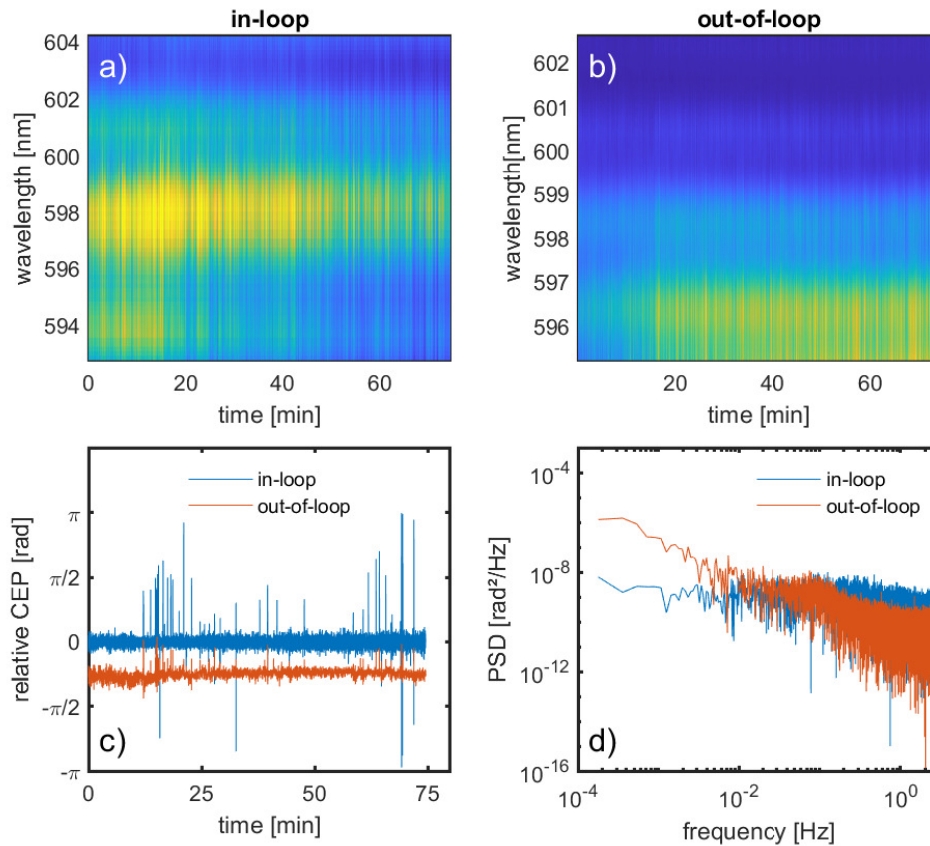 in-loop
a)
wavelength [nm]
604
602
600
598
596
594
0
20
40
60
time [min]
out-of-loop
b)
wavelength[nm]
602
601
600
599
598
597
596
20
40
60
time [min]
in-loop
out-of-loop
relative CEP [rad]
π
π/2
0
-π/2
-π
c)
0
25
50
75
time [min]
in-loop
out-of-loop
PSD [rad²/Hz]
10⁻⁴
10⁻⁸
10⁻¹²
10⁻¹⁶
d)
10⁻⁴
10⁻²
10⁰
frequency [Hz]